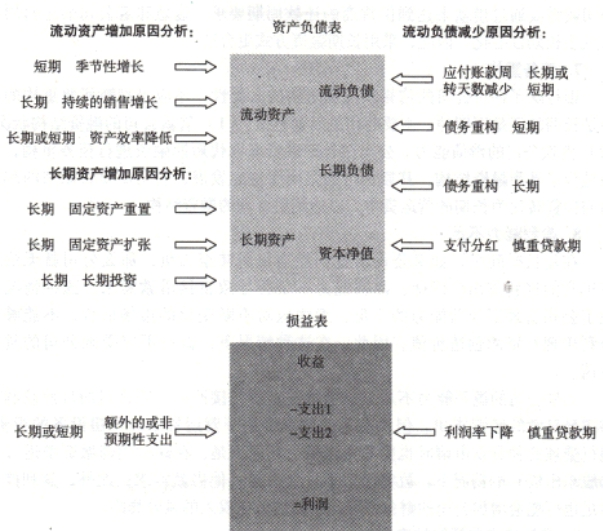 资产负债表
流动资产增加原因分析：
短期 季节性增长
长期 持续的销售增长
长期或短期 资产效率降低
长期资产增加原因分析：
长期 固定资产重置
长期 固定资产扩张
长期 长期投资
流动资产
长期资产
流动负债
长期负债
资本净值
流动负债减少原因分析：
应付账款周 长期或
转天数减少 短期
债务重构 短期
债务重构 长期
支付分红 慎重贷款期
损益表
收益
–支出1
–支出2
=利润
长期或短期 额外的或非
预期性支出
利润率下降 慎重贷款期